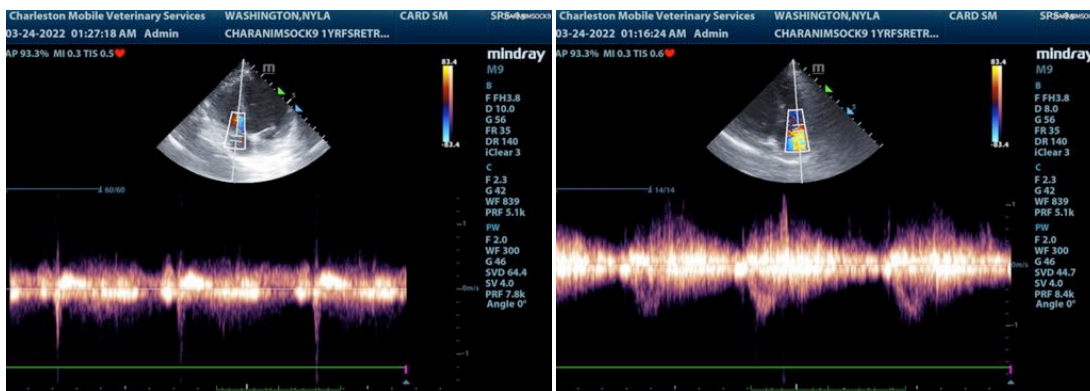 Charleston Mobile Veterinary Services WASHINGTON,NYLA CARD SM
03-24-2022 01:27:18 AM Admin CHARANIMSOCK9 1YRFSRETR...
AP 93.3% MI 0.3 TIS 0.5
mindray
M9
m
83.4
-83.4
B
F FH3.8
D 10.0
G 56
FR 35
DR 140
iClear 3
C
F 2.3
G 42
WF 839
PRF 5.1k
PW
F 2.0
WF 300
G 46
SVD 64.4
SV 4.0
PRF 7.8k
Angle 0°
60/60
1
0m/s
-1
Charleston Mobile Veterinary Services WASHINGTON,NYLA CARD SM
03-24-2022 01:16:24 AM Admin CHARANIMSOCK9 1YRFSRETR...
AP 93.3% MI 0.3 TIS 0.6
mindray
M9
m
83.4
-83.4
B
F FH3.8
D 8.0
G 56
FR 35
DR 140
iClear 3
C
F 2.3
G 42
WF 839
PRF 5.1k
PW
F 2.0
WF 300
G 46
SVD 44.7
SV 4.0
PRF 8.4k
Angle 0°
14/14
1
0m/s
-1